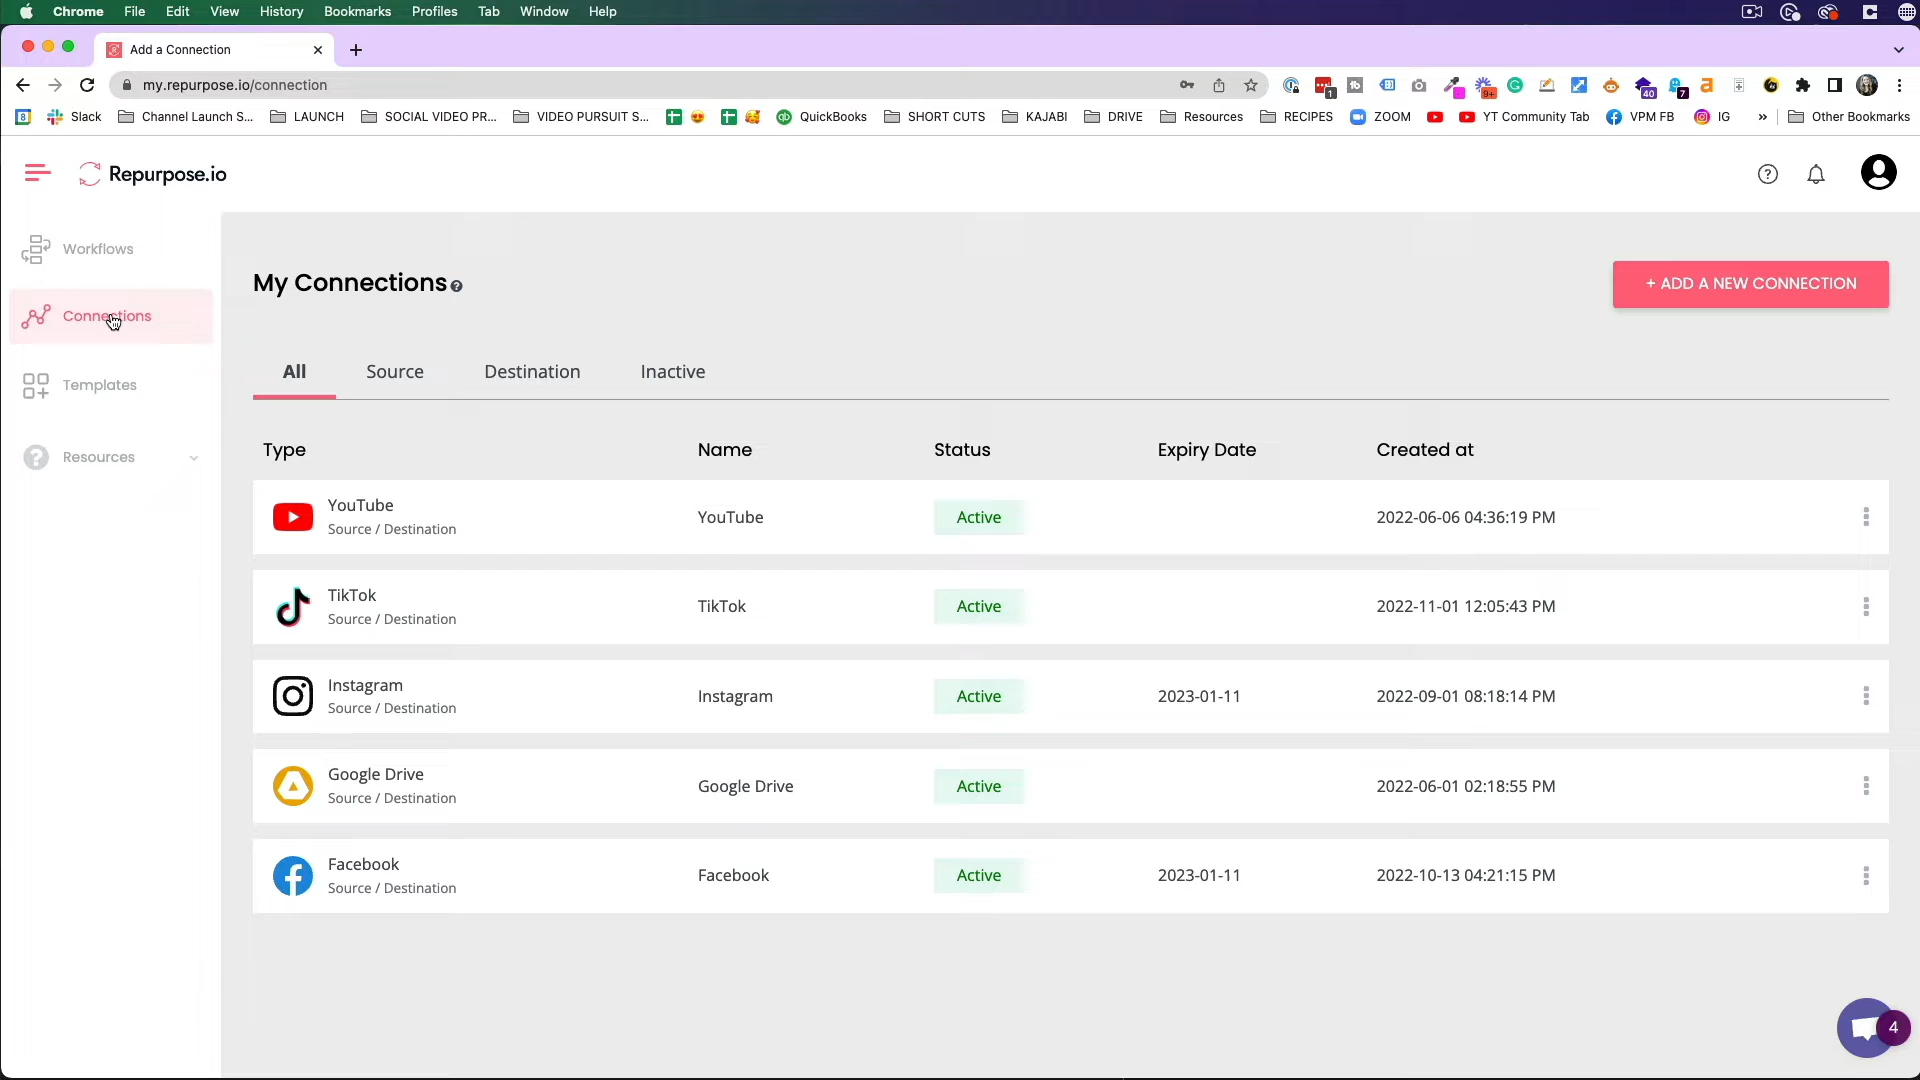 Chrome File Edit View History Bookmarks Profiles Tab Window Help
Add a Connection
my.repurpose.io/connection
1 9+ 40 7
8 Slack Channel Launch S... LAUNCH SOCIAL VIDEO PR... VIDEO PURSUIT S... QuickBooks SHORT CUTS KAJABI DRIVE Resources RECIPES ZOOM YT Community Tab VPM FB IG » Other Bookmarks
Repurpose.io
Workflows
Connections
Templates
Resources
My Connections
+ ADD A NEW CONNECTION
All Source Destination Inactive
Type Name Status Expiry Date Created at
YouTube
Source / Destination
YouTube Active 2022-06-06 04:36:19 PM
TikTok
Source / Destination
TikTok Active 2022-11-01 12:05:43 PM
Instagram
Source / Destination
Instagram Active 2023-01-11 2022-09-01 08:18:14 PM
Google Drive
Source / Destination
Google Drive Active 2022-06-01 02:18:55 PM
Facebook
Source / Destination
Facebook Active 2023-01-11 2022-10-13 04:21:15 PM
4